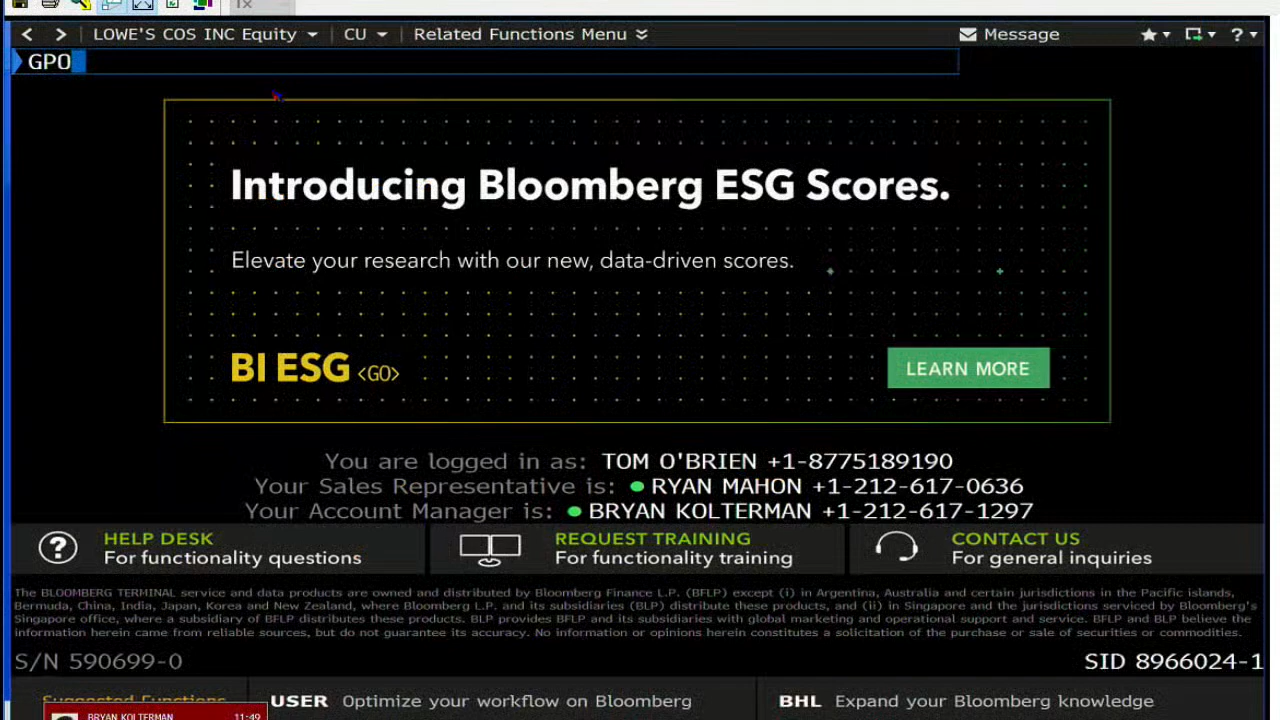 LOWE'S COS INC Equity CU Related Functions Menu Message ?
GPO
Introducing Bloomberg ESG Scores.
Elevate your research with our new, data-driven scores.
BI ESG <GO> LEARN MORE
You are logged in as: TOM O'BRIEN +1-8775189190
Your Sales Representative is: RYAN MAHON +1-212-617-0636
Your Account Manager is: BRYAN KOLTERMAN +1-212-617-1297
? HELP DESK
For functionality questions
REQUEST TRAINING
For functionality training
CONTACT US
For general inquiries
The BLOOMBERG TERMINAL service and data products are owned and distributed by Bloomberg Finance L.P. (BFLP) except (i) in Argentina, Australia and certain jurisdictions in the Pacific islands,
Bermuda, China, India, Japan, Korea and New Zealand, where Bloomberg L.P. and its subsidiaries (BLP) distribute these products, and (ii) in Singapore and the jurisdictions serviced by Bloomberg's
Singapore office, where a subsidiary of BFLP distributes these products. BLP provides BFLP and its subsidiaries with global marketing and operational support and service. BFLP and BLP believe the
information herein came from reliable sources, but do not guarantee its accuracy. No information or opinions herein constitutes a solicitation of the purchase or sale of securities or commodities.
S/N 590699-0 SID 8966024-1
Suggested Functions USER Optimize your workflow on Bloomberg BHL Expand your Bloomberg knowledge
BRYAN KOLTERMAN 11:49